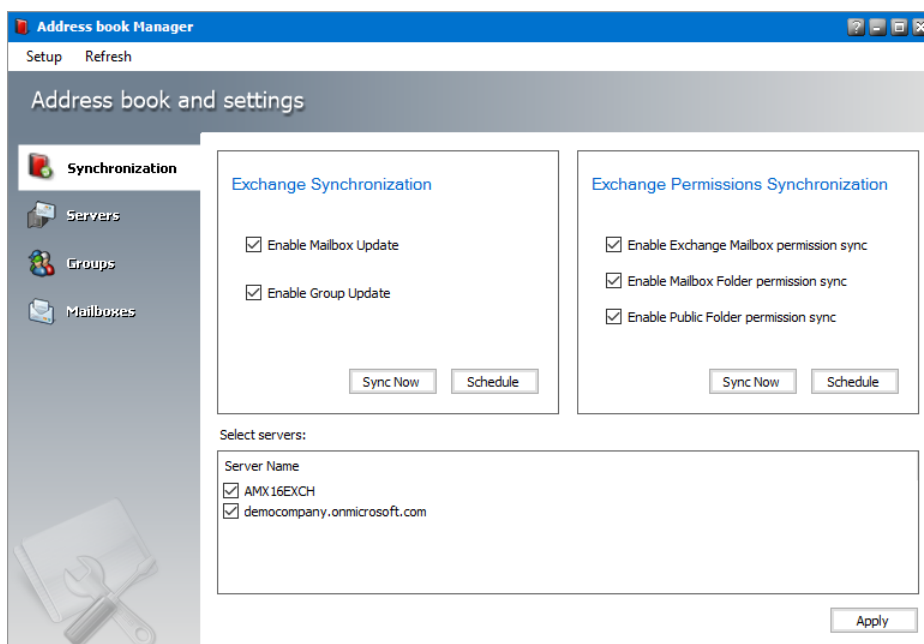 Address book Manager
Setup Refresh
Address book and settings
Synchronization
Servers
Groups
Mailboxes
Exchange Synchronization
Enable Mailbox Update
Enable Group Update
Sync Now Schedule
Exchange Permissions Synchronization
Enable Exchange Mailbox permission sync
Enable Mailbox Folder permission sync
Enable Public Folder permission sync
Sync Now Schedule
Select servers:
Server Name
AMX16EXCH
democompany.onmicrosoft.com
Apply